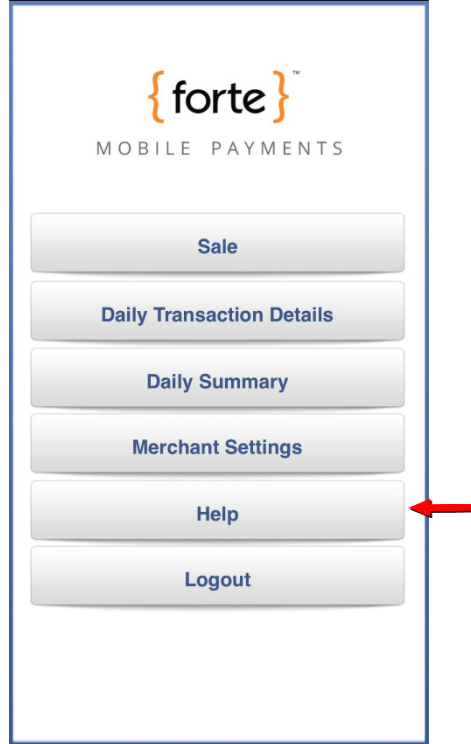 {forte}™
MOBILE PAYMENTS
Sale
Daily Transaction Details
Daily Summary
Merchant Settings
Help
Logout